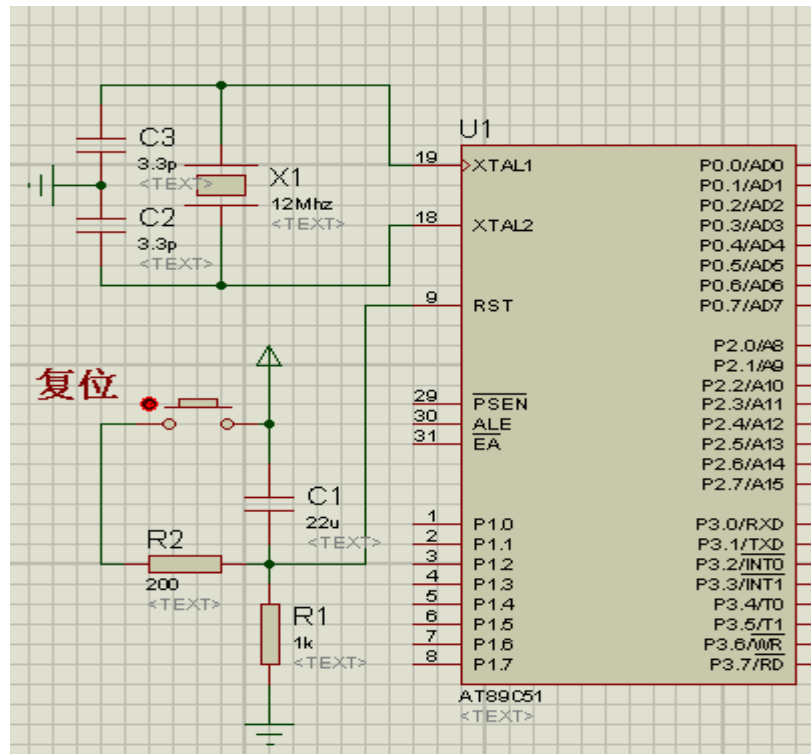 C3
3.3p
<TEXT>
X1
12Mhz
<TEXT>
C2
3.3p
<TEXT>
复位
C1
22u
<TEXT>
R2
200
<TEXT>
R1
1k
<TEXT>
U1
19 XTAL1
18 XTAL2
9 RST
29 PSEN
30 ALE
31 EA
1 P1.0
2 P1.1
3 P1.2
4 P1.3
5 P1.4
6 P1.5
7 P1.6
8 P1.7
P0.0/AD0
P0.1/AD1
P0.2/AD2
P0.3/AD3
P0.4/AD4
P0.5/AD5
P0.6/AD6
P0.7/AD7
P2.0/A8
P2.1/A9
P2.2/A10
P2.3/A11
P2.4/A12
P2.5/A13
P2.6/A14
P2.7/A15
P3.0/RXD
P3.1/TXD
P3.2/INT0
P3.3/INT1
P3.4/T0
P3.5/T1
P3.6/WR
P3.7/RD
AT89C51
<TEXT>